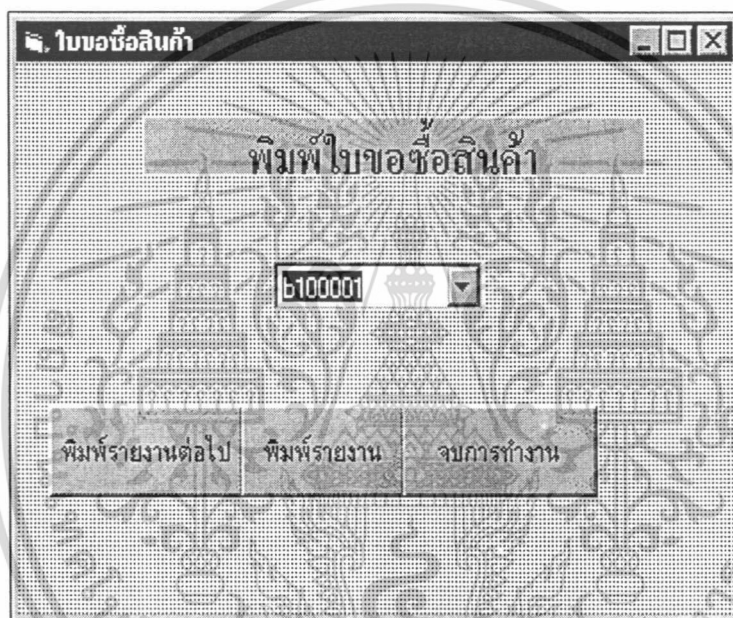 ใบขอซื้อสินค้า
พิมพ์ใบขอซื้อสินค้า
b100001
พิมพ์รายงานต่อไป พิมพ์รายงาน จบการทำงาน